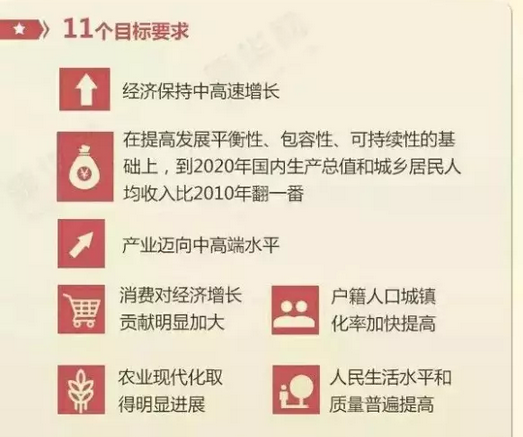 11个目标要求
经济保持中高速增长
在提高发展平衡性、包容性、可持续性的基
础上，到2020年国内生产总值和城乡居民人
均收入比2010年翻一番
产业迈向中高端水平
消费对经济增长
贡献明显加大
户籍人口城镇
化率加快提高
农业现代化取
得明显进展
人民生活水平和
质量普遍提高